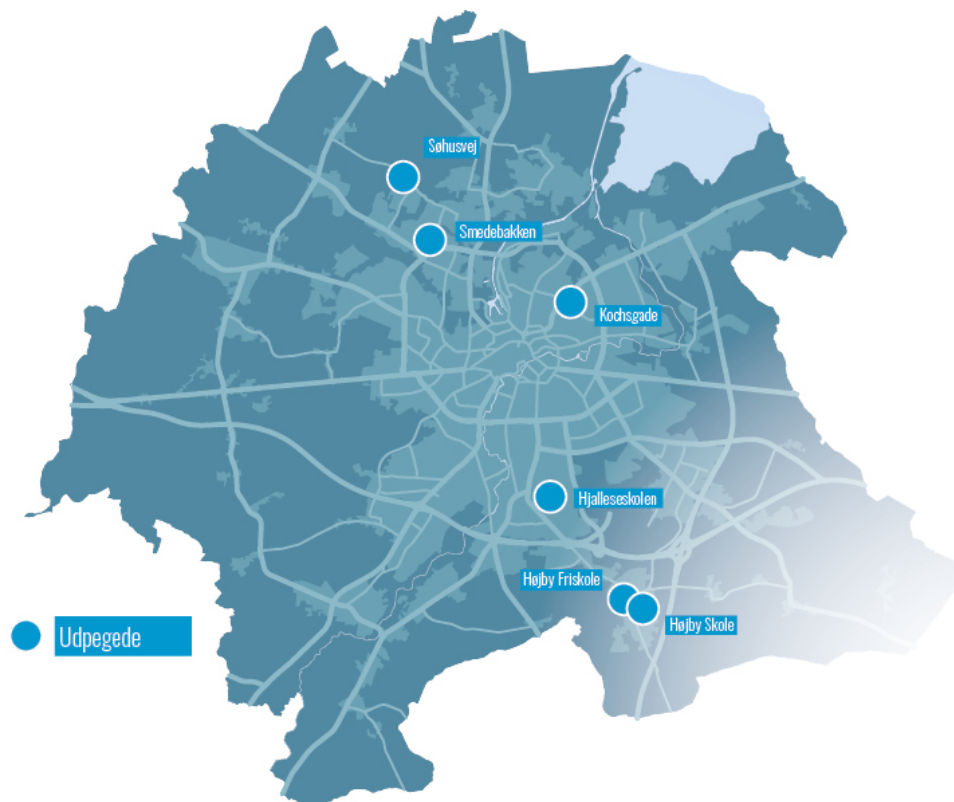 Søhusvej
Smedebakken
Kochsgade
Hjalleseskolen
Højby Friskole
Højby Skole
Udpegede